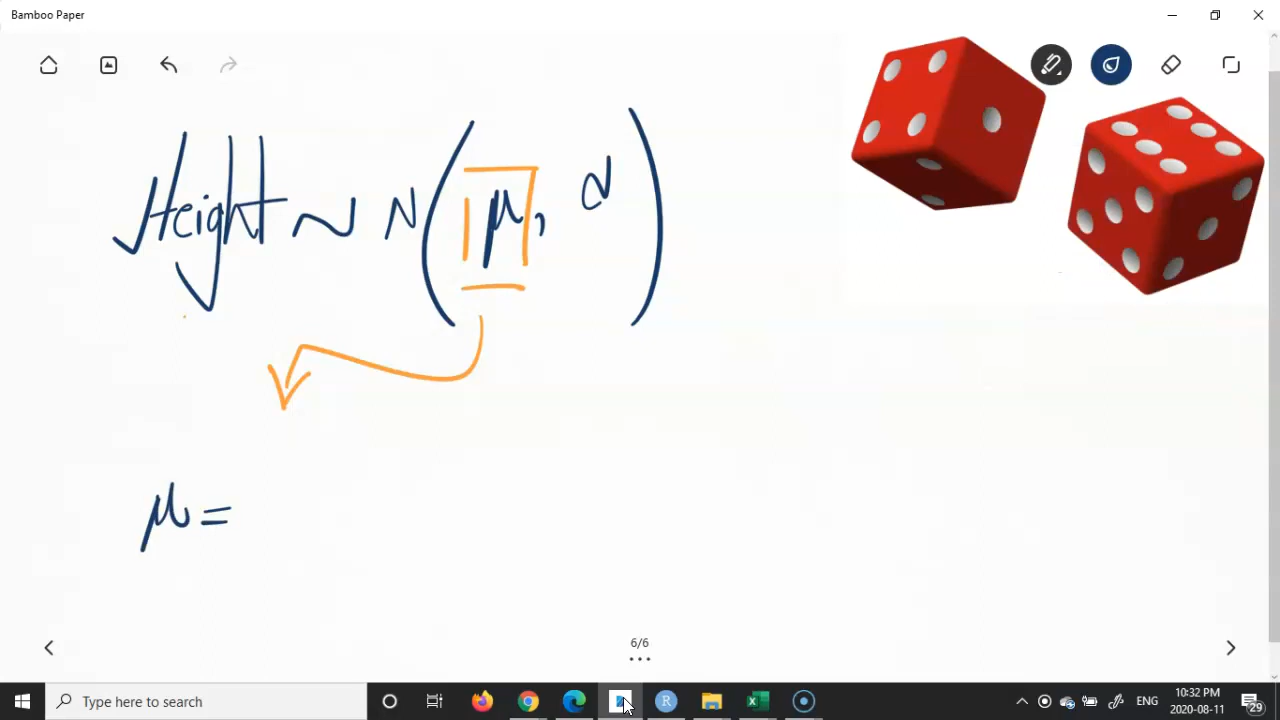 Bamboo Paper
Height ~ N(μ, σ)
μ =
6/6
Type here to search
R
ENG
10:32 PM
2020-08-11
29